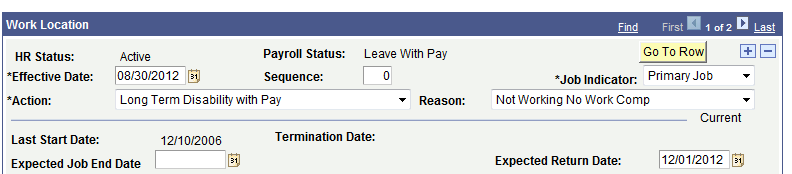 Work Location Find First 1 of 2 Last
HR Status: Active Payroll Status: Leave With Pay Go To Row
*Effective Date: 08/30/2012 Sequence: 0 *Job Indicator: Primary Job
*Action: Long Term Disability with Pay Reason: Not Working No Work Comp
Current
Last Start Date: 12/10/2006 Termination Date:
Expected Job End Date Expected Return Date: 12/01/2012